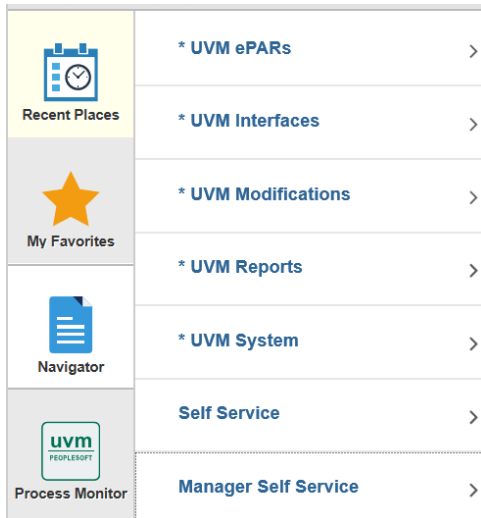 Recent Places
My Favorites
Navigator
uvm
PEOPLESOFT
Process Monitor
* UVM ePARs
* UVM Interfaces
* UVM Modifications
* UVM Reports
* UVM System
Self Service
Manager Self Service